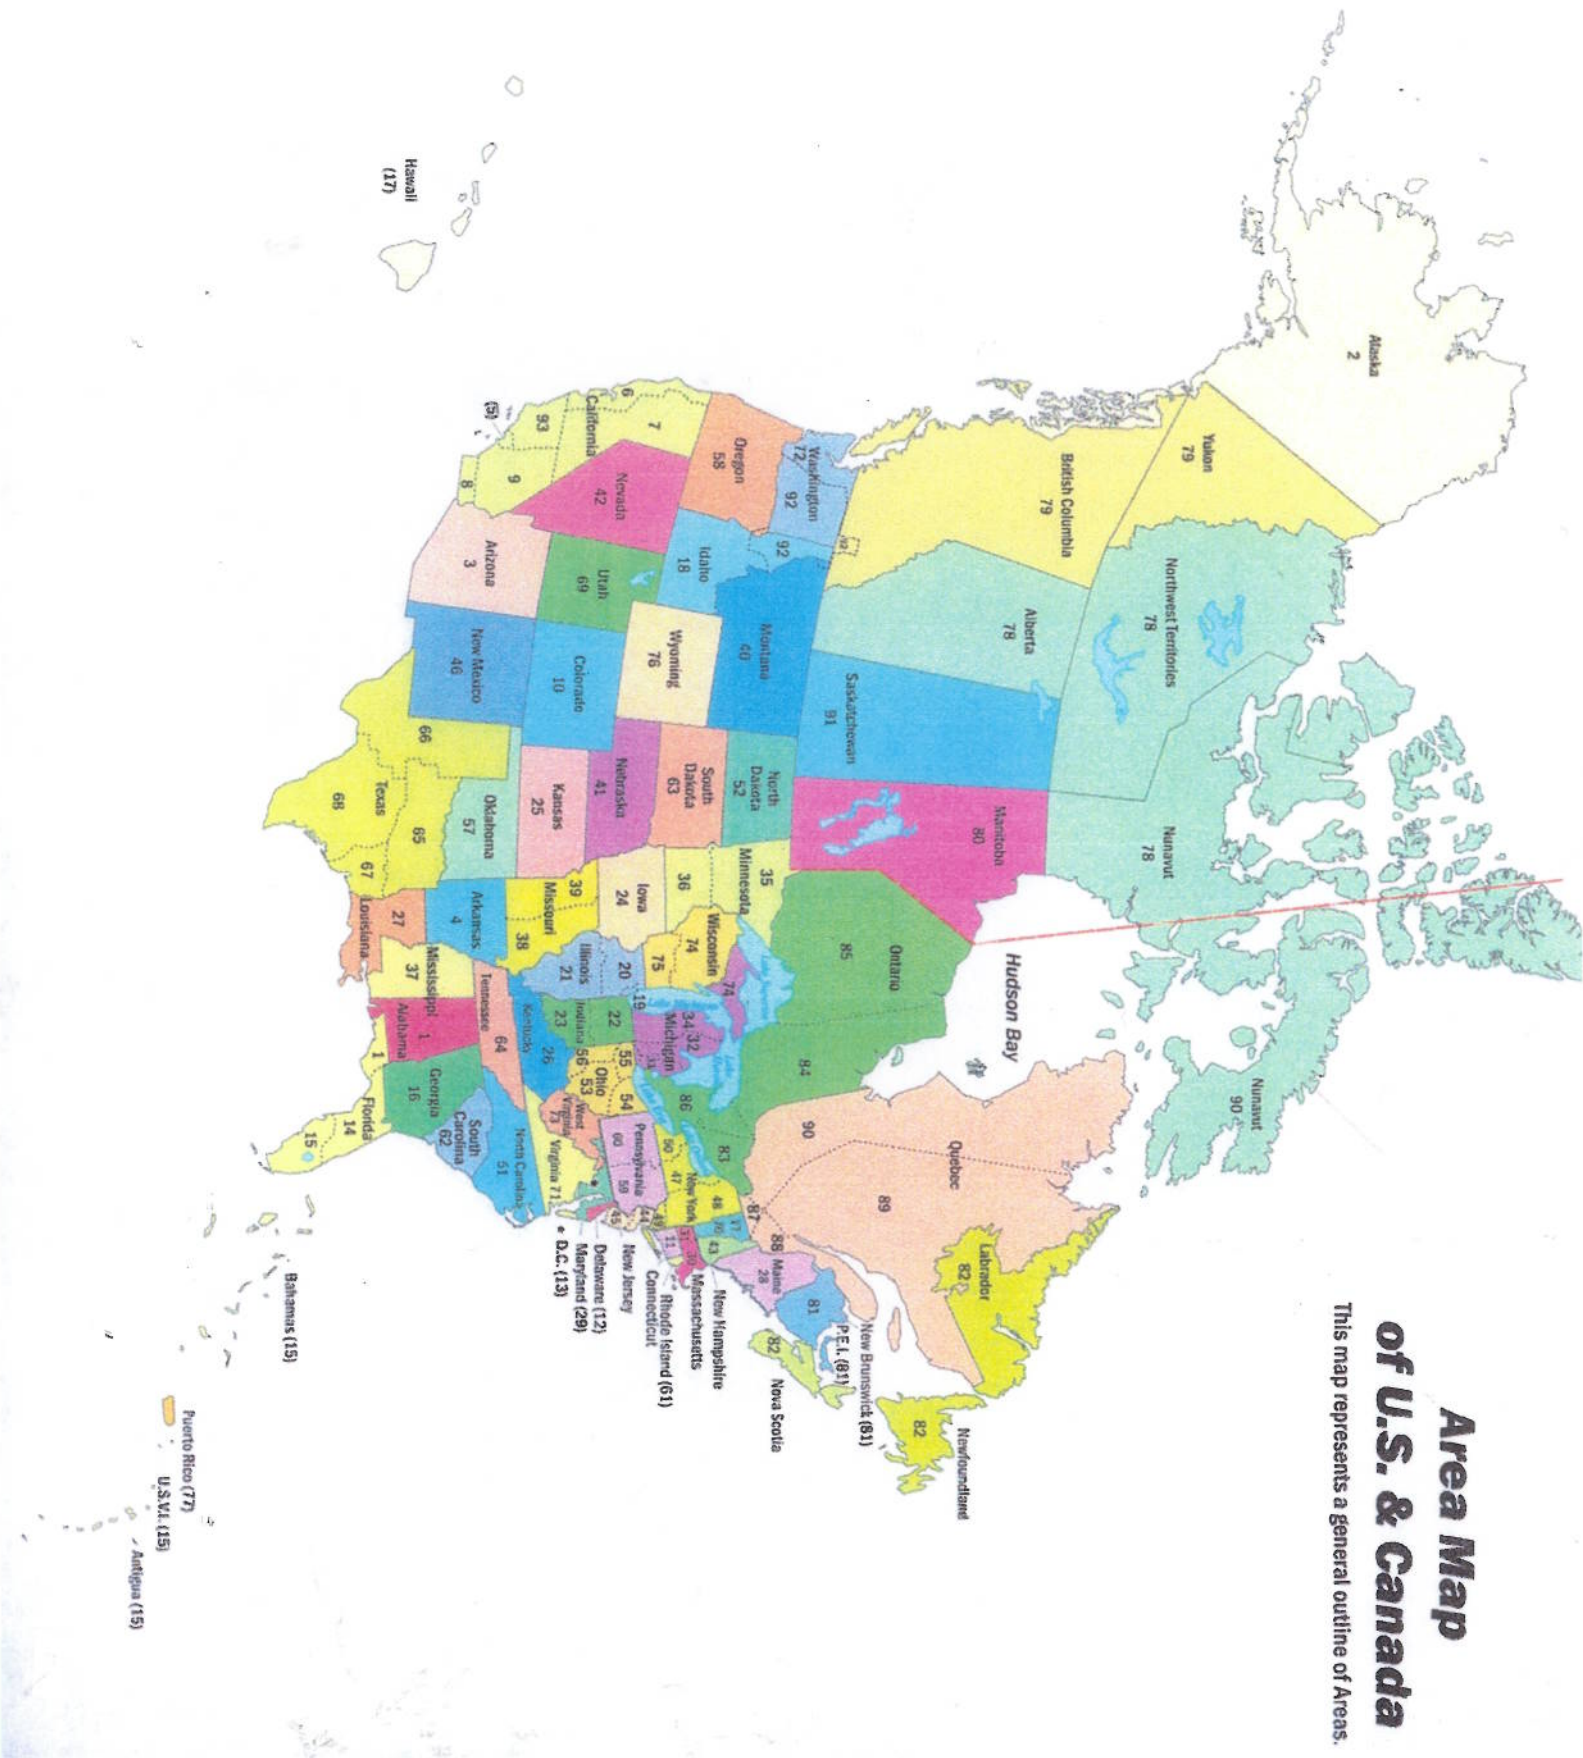 Area Map
of U.S. & Canada
This map represents a general outline of Areas.
Alaska
2
Yukon
79
Northwest Territories
78
Nunavut
78
Nunavut
90
British Columbia
79
Alberta
78
Saskatchewan
91
Manitoba
80
Hudson Bay
Ontario
85
84
86
83
Quebec
90
89
87
88
Labrador
82
Newfoundland
82
New Brunswick (81)
81
P.E.I. (81)
Nova Scotia
82
Washington
72
92
92
92
Oregon
58
Idaho
18
Montana
40
North
Dakota
52
South
Dakota
63
Minnesota
35
36
Wisconsin
74
75
74
Michigan
34
32
Wyoming
76
Nebraska
41
Iowa
24
Nevada
42
Utah
69
Colorado
10
Kansas
25
Missouri
39
38
Illinois
20
21
19
Indiana
22
23
Ohio
55
54
56
53
Pennsylvania
60
59
New York
50
47
48
49
Maine
28
New Hampshire
43
Massachusetts
30
31
Rhode Island (61)
Connecticut
11
New Jersey
44
45
Delaware (12)
Maryland (29)
D.C. (13)
California
7
6
93
9
8
(5)
Arizona
3
New Mexico
46
Oklahoma
57
Texas
66
65
68
67
Arkansas
4
Louisiana
27
Mississippi
37
Alabama
1
1
Tennessee
64
Kentucky
26
West
Virginia
73
Virginia 71
North Carolina
51
South
Carolina
62
Georgia
16
Florida
14
15
Hawaii
(17)
Bahamas (15)
Puerto Rico (77)
U.S.V.I. (15)
Antigua (15)